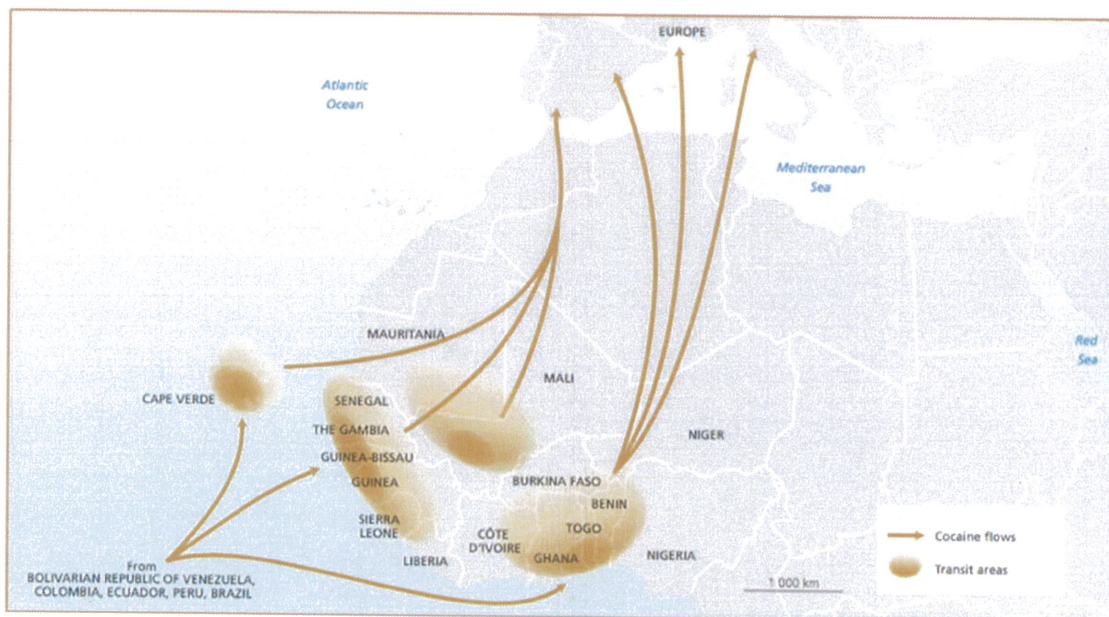 EUROPE
Atlantic
Ocean
Mediterranean
Sea
Red
Sea
MAURITANIA
MALI
CAPE VERDE
SENEGAL
THE GAMBIA
NIGER
GUINEA-BISSAU
GUINEA
BURKINA FASO
BENIN
SIERRA
LEONE
CÔTE
D'IVOIRE
TOGO
LIBERIA
GHANA
NIGERIA
From
BOLIVARIAN REPUBLIC OF VENEZUELA,
COLOMBIA, ECUADOR, PERU, BRAZIL
1 000 km
Cocaine flows
Transit areas